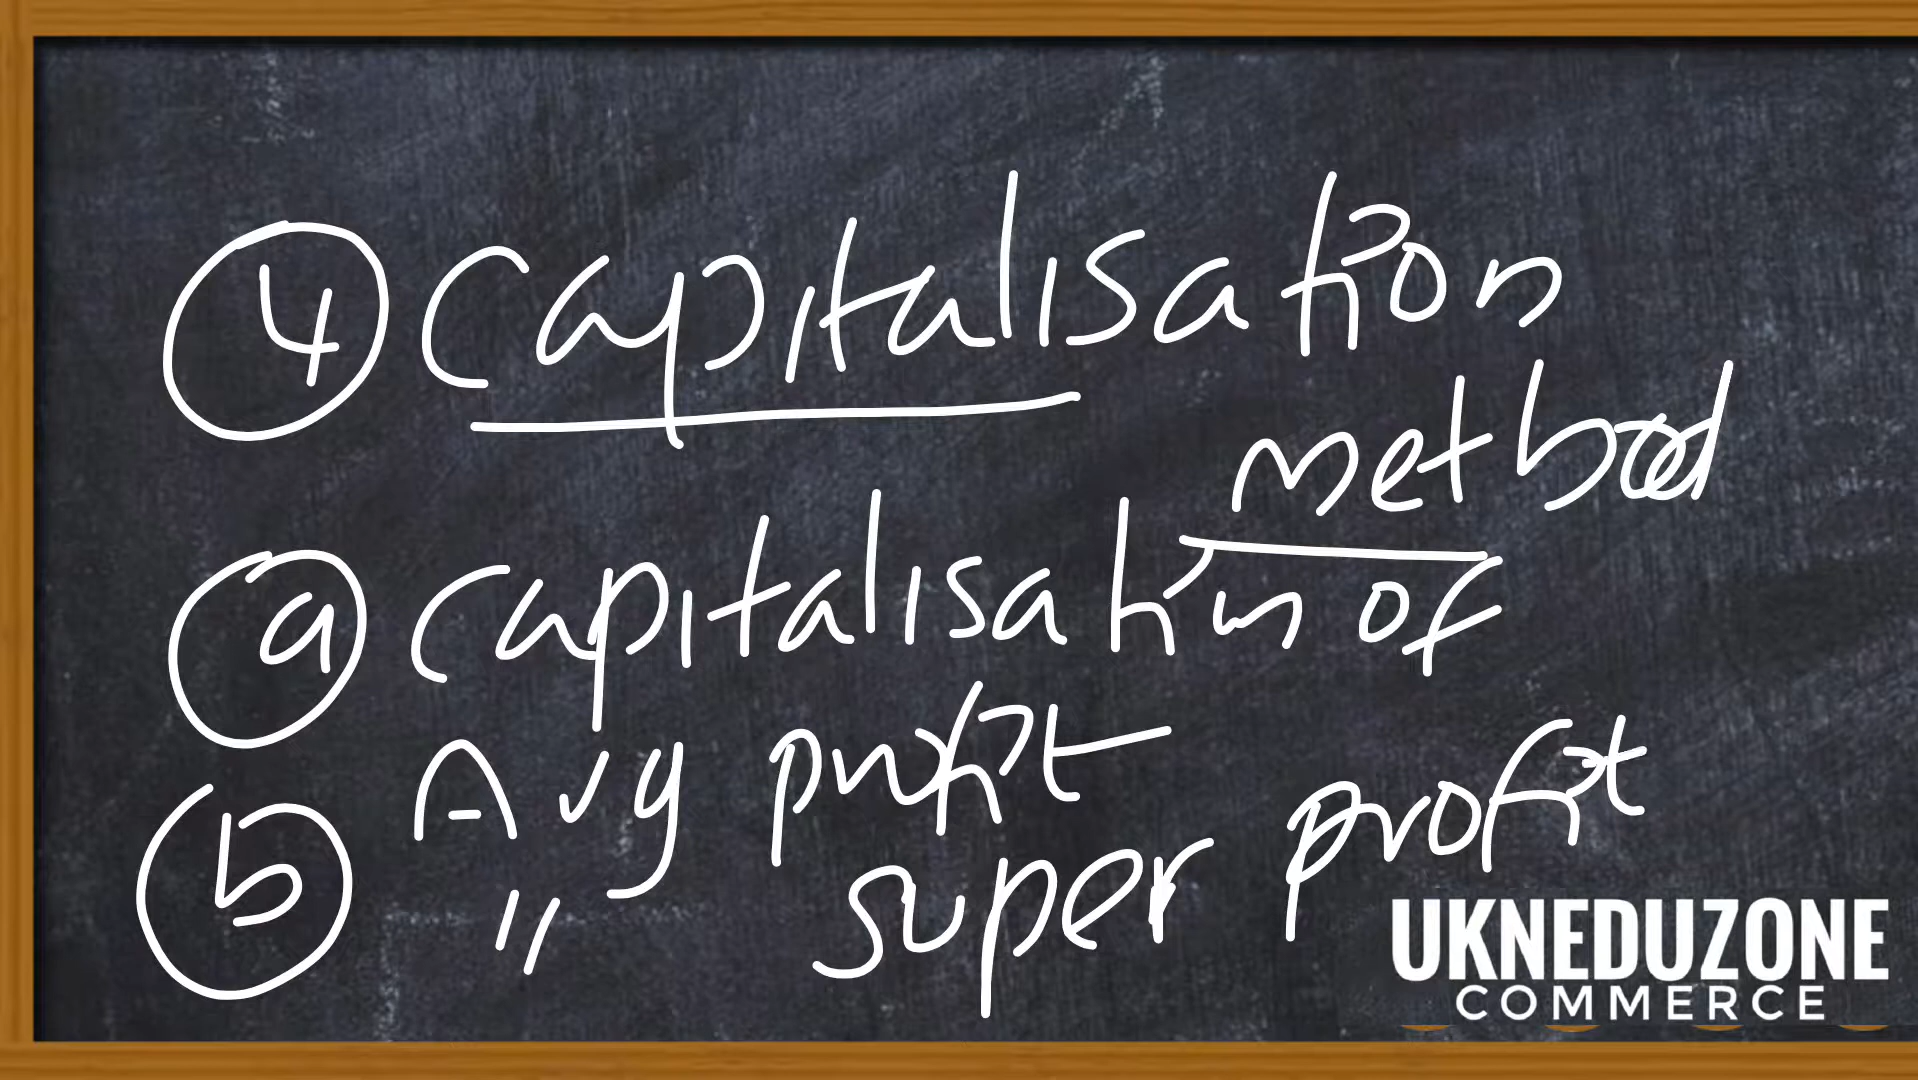 ④ Capitalisation
method
ⓐ Capitalisation of
Avg profit
ⓑ " super profit
UKNEDUZONE
COMMERCE